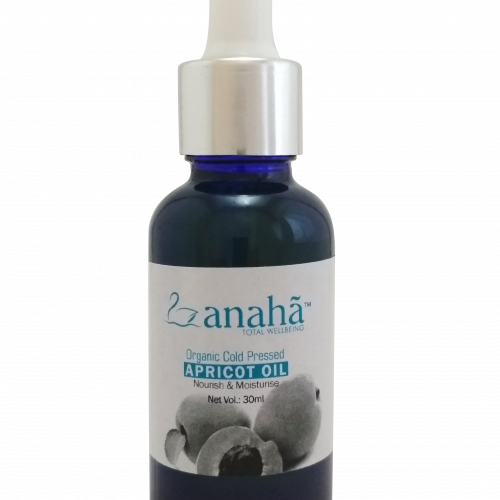 anahã™
TOTAL WELLBEING
Organic Cold Pressed
APRICOT OIL
Nourish & Moisturise
Net Vol.: 30ml